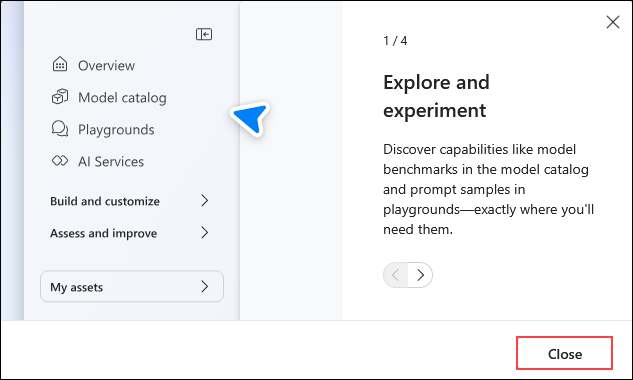 Overview
Model catalog
Playgrounds
AI Services
Build and customize
Assess and improve
My assets
1 / 4
Explore and
experiment
Discover capabilities like model
benchmarks in the model catalog
and prompt samples in
playgrounds—exactly where you'll
need them.
Close